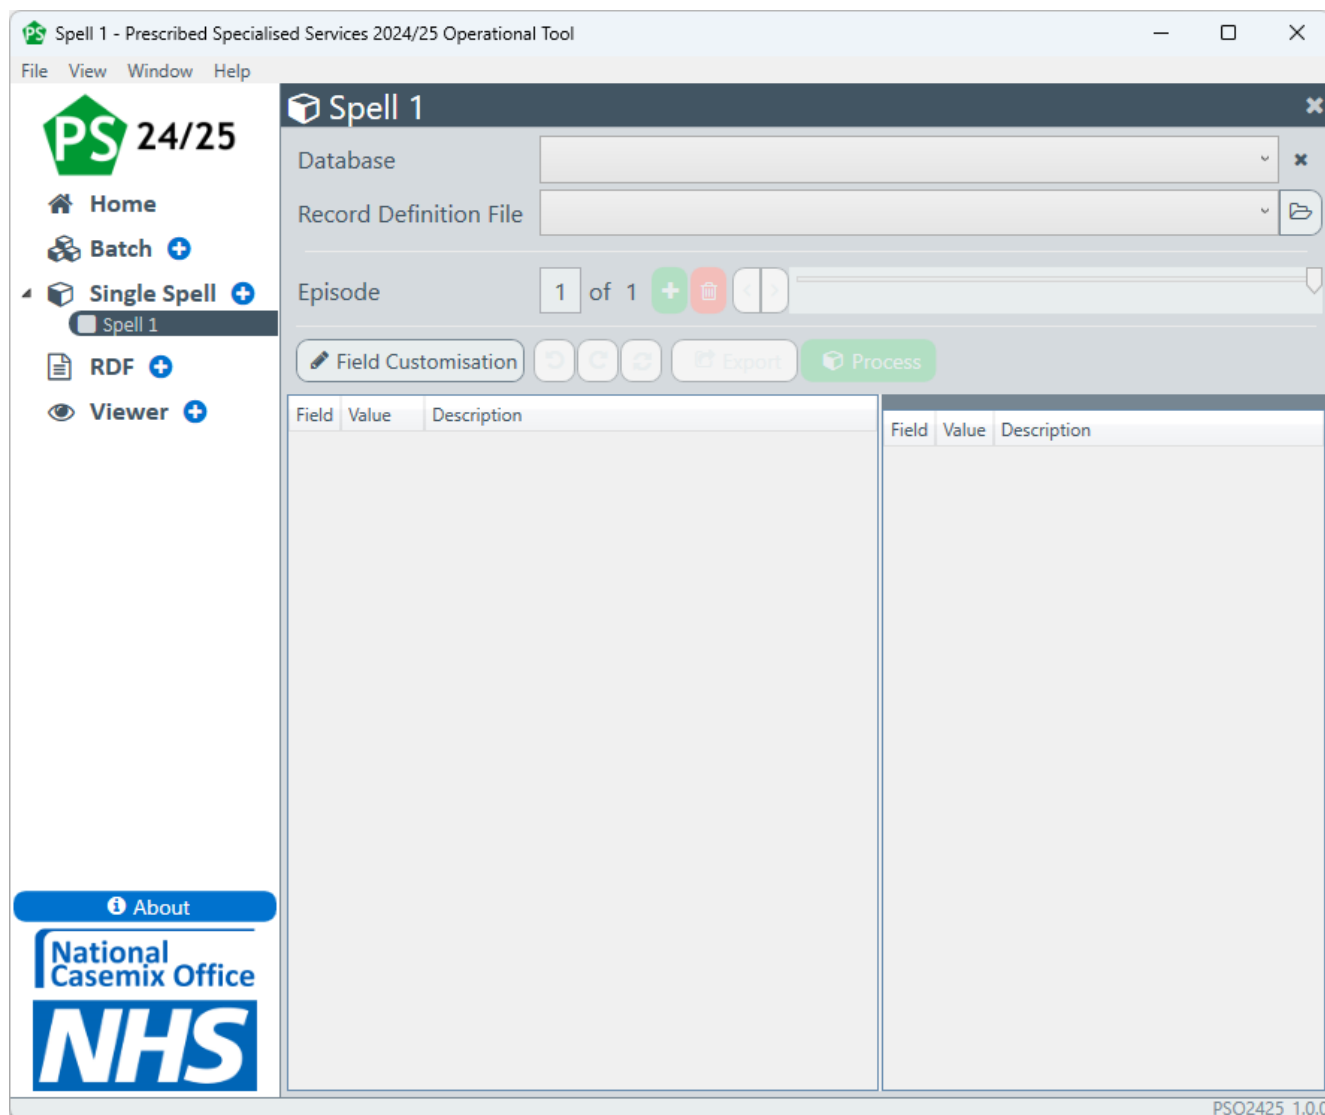 PS Spell 1 - Prescribed Specialised Services 2024/25 Operational Tool
File View Window Help
PS 24/25
Home
Batch
Single Spell
Spell 1
RDF
Viewer
About
National
Casemix Office
NHS
Spell 1
Database
Record Definition File
Episode 1 of 1
Field Customisation Export Process
Field Value Description
Field Value Description
PSO2425 1.0.0